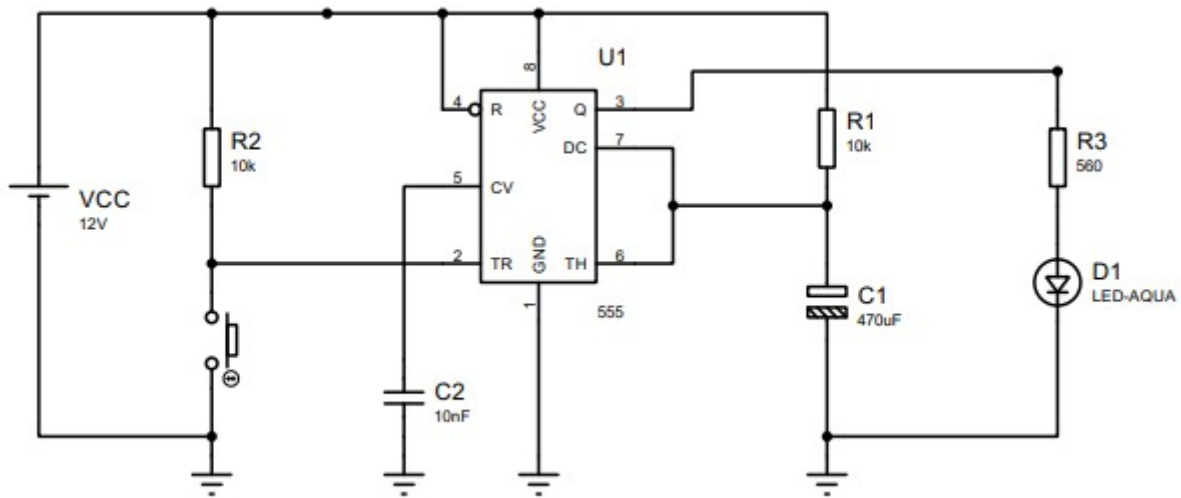 U1
8
4
R
VCC
Q
3
DC
7
R1
10k
R2
10k
R3
560
5
CV
VCC
12V
2
TR
GND
TH
6
1
555
C1
470uF
D1
LED-AQUA
C2
10nF